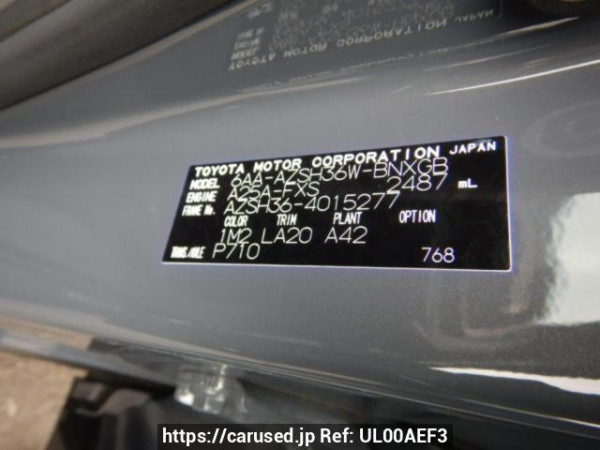 TOYOTA MOTOR CORPORATION JAPAN
MODEL 6AA-AZSH36W-BNXGB
ENGINE A25A-FXS 2487 mL
FRAME No. AZSH36-4015277
COLOR TRIM PLANT OPTION
1M2 LA20 A42
TRANS/AXLE P710 768
https://carused.jp Ref: UL00AEF3